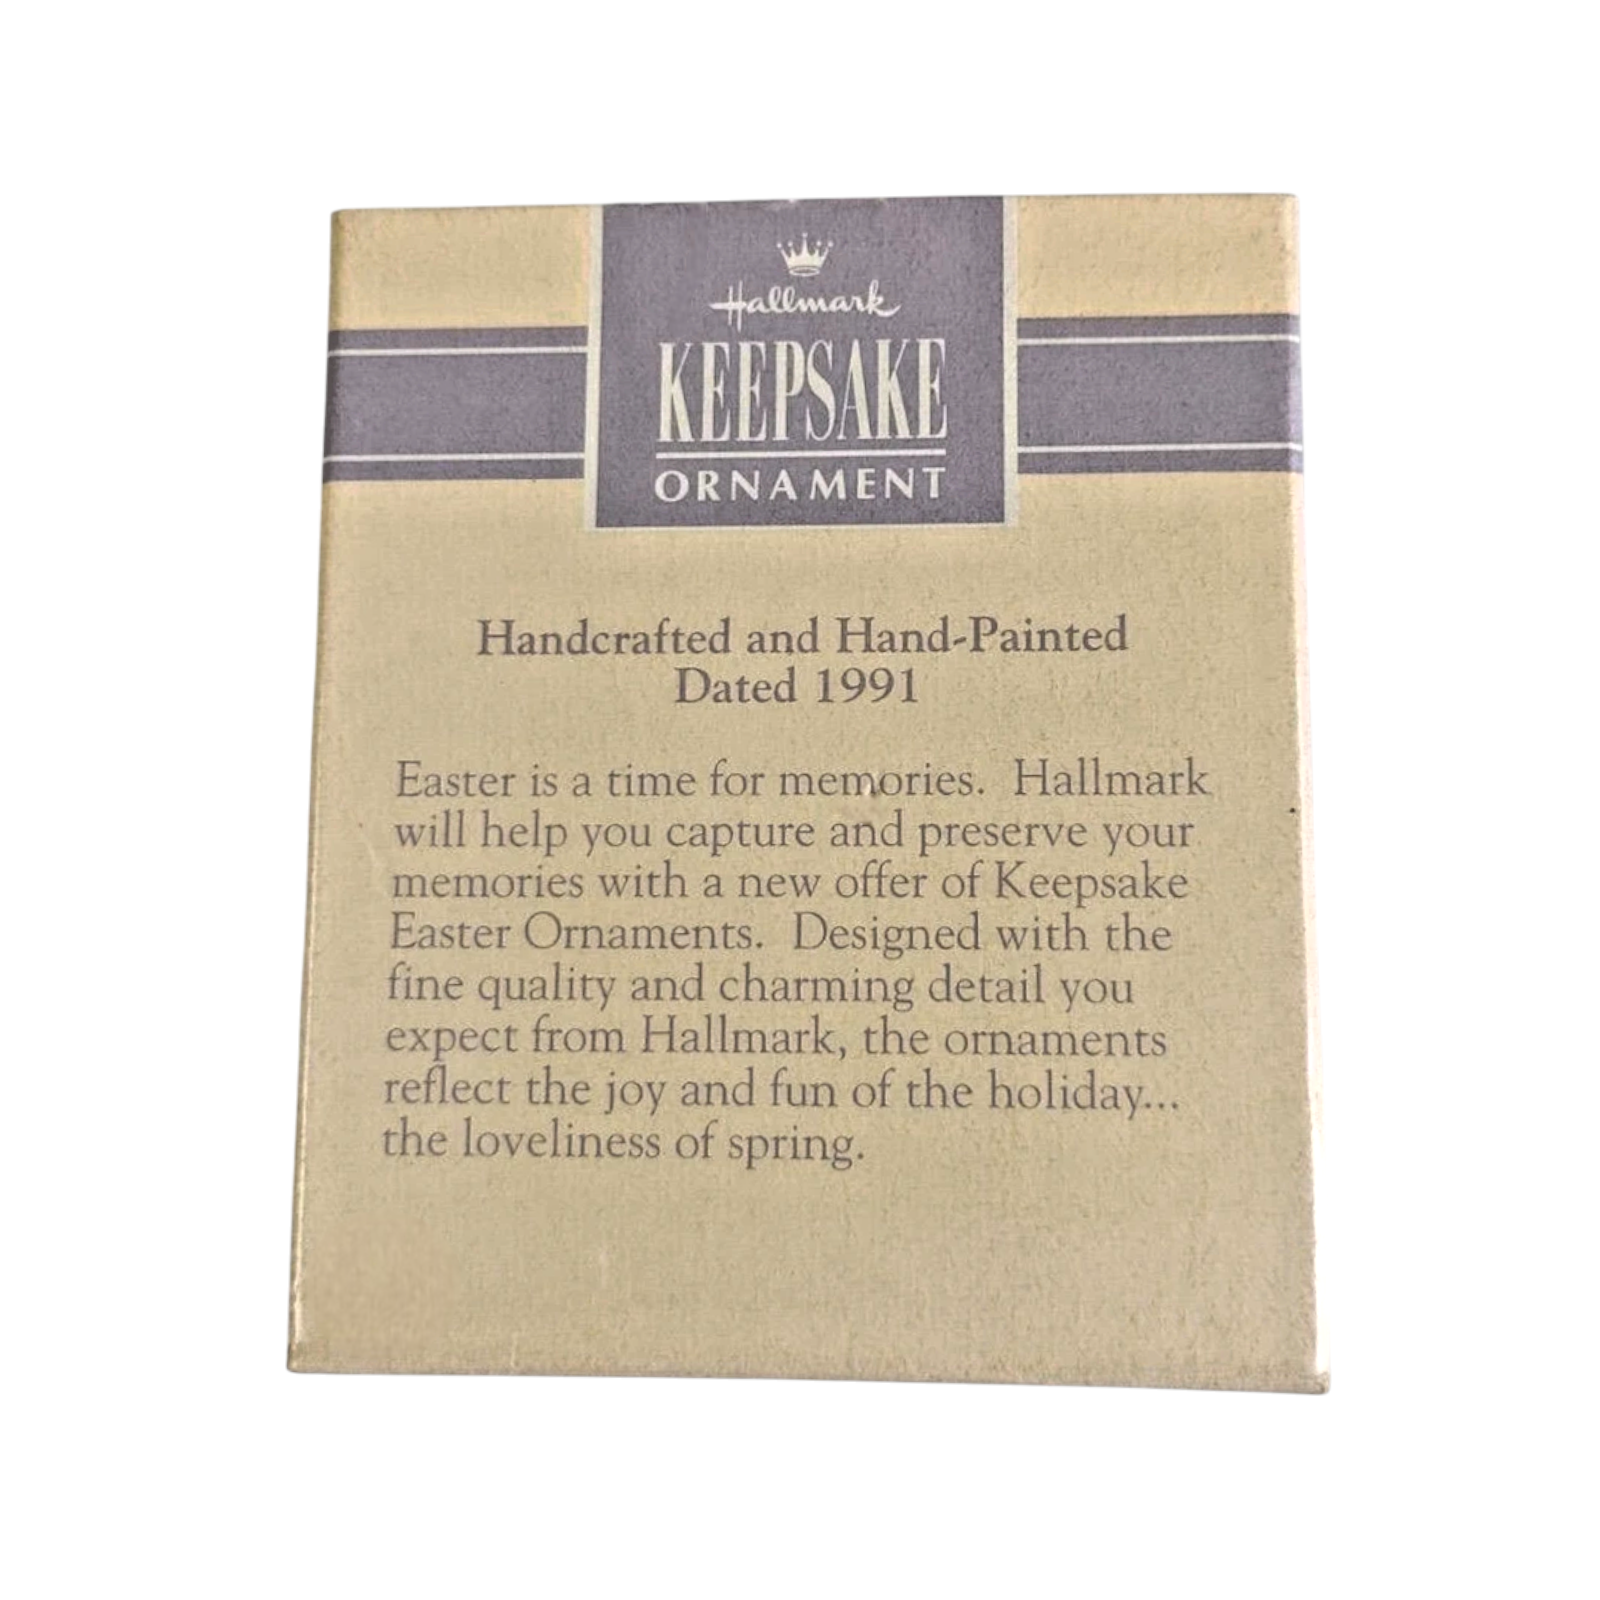 Hallmark
KEEPSAKE
ORNAMENT
Handcrafted and Hand-Painted
Dated 1991
Easter is a time for memories. Hallmark
will help you capture and preserve your
memories with a new offer of Keepsake
Easter Ornaments. Designed with the
fine quality and charming detail you
expect from Hallmark, the ornaments
reflect the joy and fun of the holiday...
the loveliness of spring.